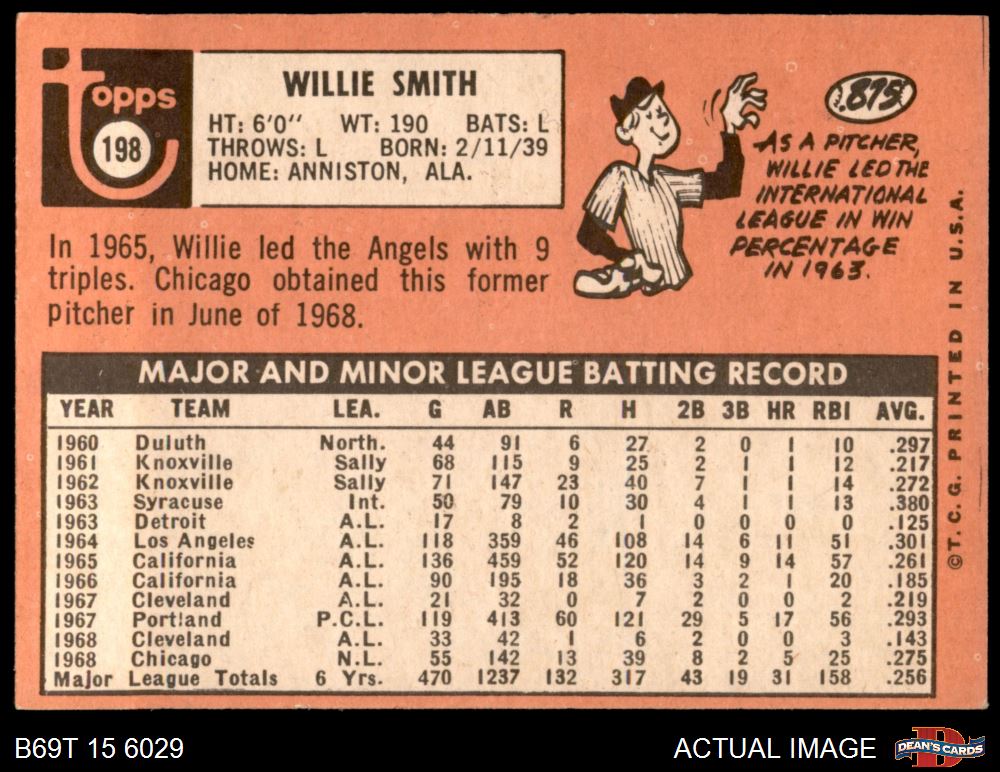 Topps
198
WILLIE SMITH
HT: 6'0" WT: 190 BATS: L
THROWS: L BORN: 2/11/39
HOME: ANNISTON, ALA.
In 1965, Willie led the Angels with 9
triples. Chicago obtained this former
pitcher in June of 1968.
.875
AS A PITCHER,
WILLIE LED THE
INTERNATIONAL
LEAGUE IN WIN
PERCENTAGE
IN 1963.
MAJOR AND MINOR LEAGUE BATTING RECORD
YEAR TEAM LEA. G AB R H 2B 3B HR RBI AVG.
1960 Duluth North. 44 91 6 27 2 0 1 10 .297
1961 Knoxville Sally 68 115 9 25 2 1 1 12 .217
1962 Knoxville Sally 71 147 23 40 7 1 1 14 .272
1963 Syracuse Int. 50 79 10 30 4 1 1 13 .380
1963 Detroit A.L. 17 8 2 1 0 0 0 0 .125
1964 Los Angeles A.L. 118 359 46 108 14 6 11 51 .301
1965 California A.L. 136 459 52 120 14 9 14 57 .261
1966 California A.L. 90 195 18 36 3 2 1 20 .185
1967 Cleveland A.L. 21 32 0 7 2 0 0 2 .219
1967 Portland P.C.L. 119 413 60 121 29 5 17 56 .293
1968 Cleveland A.L. 33 42 1 6 2 0 0 3 .143
1968 Chicago N.L. 55 142 13 39 8 2 5 25 .275
Major League Totals 6 Yrs. 470 1237 132 317 43 19 31 158 .256
©T.C.G. PRINTED IN U.S.A.
B69T 15 6029
ACTUAL IMAGE
D
DEAN'S CARDS